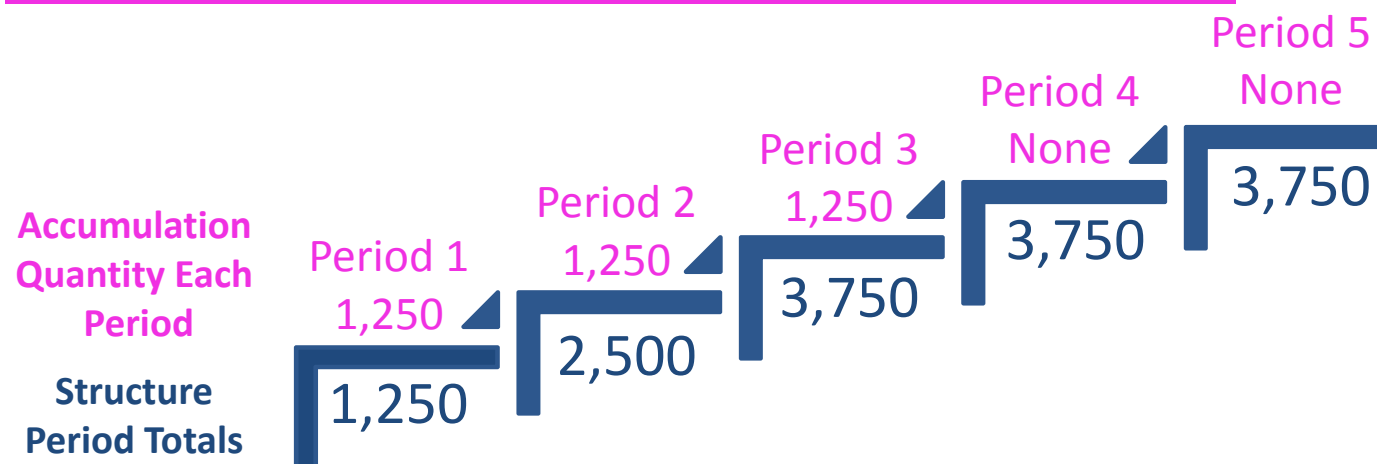 Accumulation
Quantity Each
Period
Structure
Period Totals
Period 1
1,250
1,250
Period 2
1,250
2,500
Period 3
1,250
3,750
Period 4
None
3,750
Period 5
None
3,750